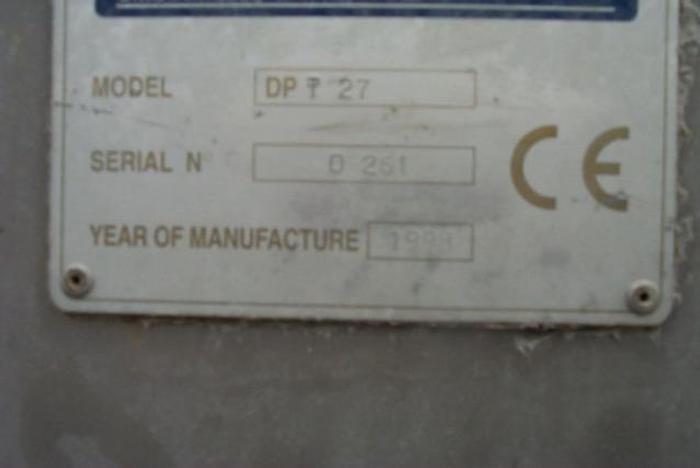 MODEL DP T 27
SERIAL N D 261
CE
YEAR OF MANUFACTURE